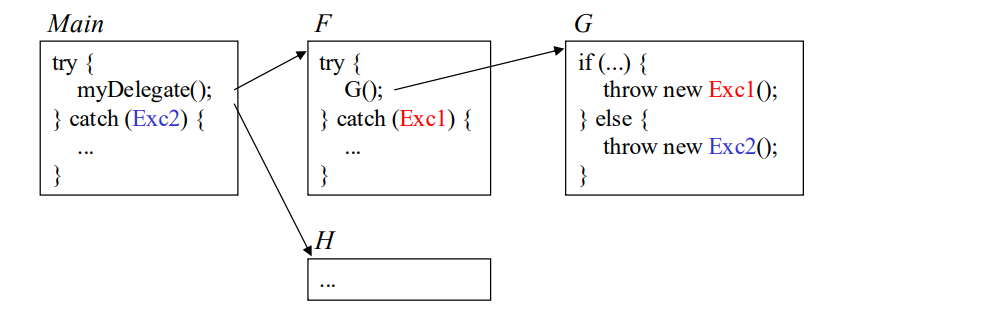 Main
try {
myDelegate();
} catch (Exc2) {
...
}
F
try {
G();
} catch (Exc1) {
...
}
G
if (...) {
throw new Exc1();
} else {
throw new Exc2();
}
H
...